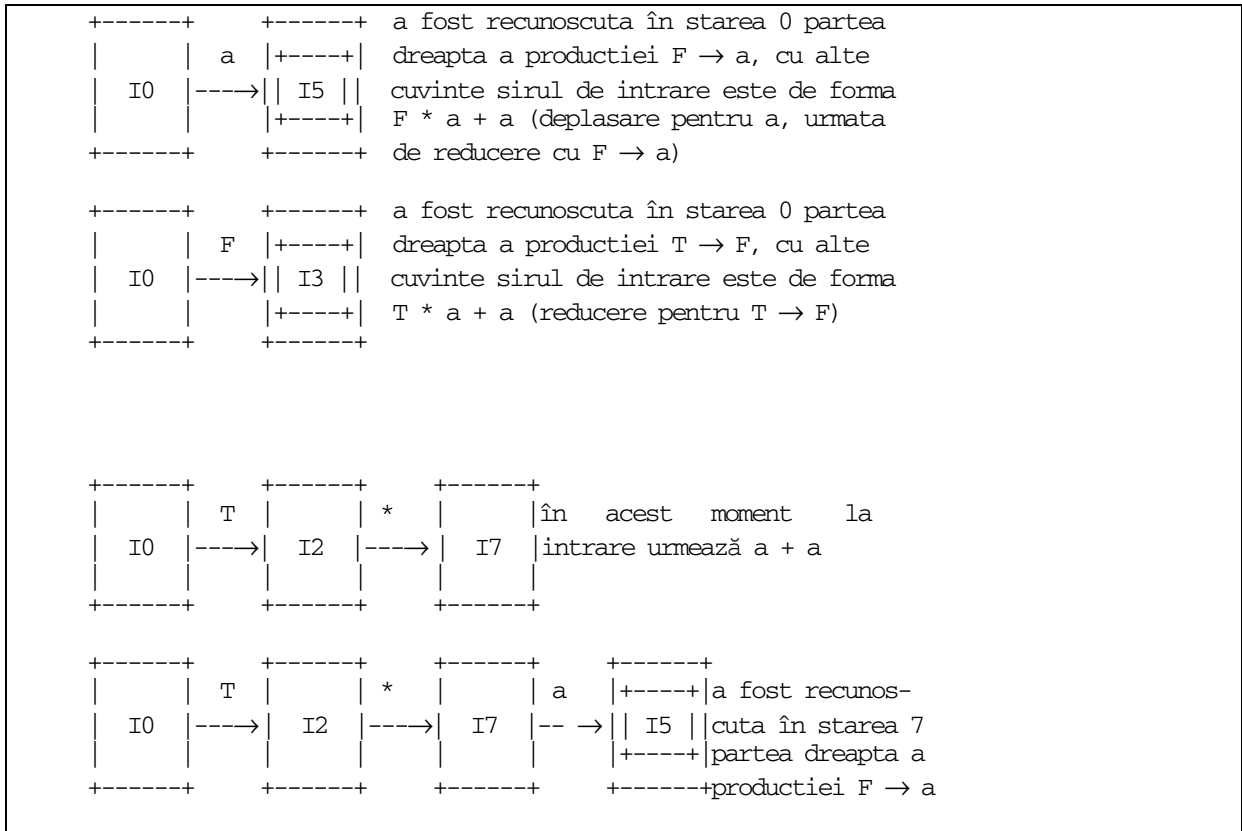 +------+      +------+  a fost recunoscuta în starea 0 partea
|      |  a   |+----+|  dreapta a productiei F → a, cu alte
|  I0  |----→|| I5 ||  cuvinte sirul de intrare este de forma
|      |      |+----+|  F * a + a (deplasare pentru a, urmata
+------+      +------+  de reducere cu F → a)
+------+      +------+  a fost recunoscuta în starea 0 partea
|      |  F   |+----+|  dreapta a productiei T → F, cu alte
|  I0  |----→|| I3 ||  cuvinte sirul de intrare este de forma
|      |      |+----+|  T * a + a (reducere pentru T → F)
+------+      +------+
+------+      +------+      +------+
|      |  T   |      | *    |      |în acest moment la
|  I0  |----→|  I2  |----→ |  I7  |intrare urmează a + a
|      |      |      |      |      |
+------+      +------+      +------+
+------+      +------+      +------+      +------+
|      |  T   |      | *    |      | a    |+----+|a fost recunos-
|  I0  |----→|  I2  |----→|  I7  |-- →|| I5 ||cuta în starea 7
|      |      |      |      |      |      |+----+|partea dreapta a
+------+      +------+      +------+      +------+productiei F → a